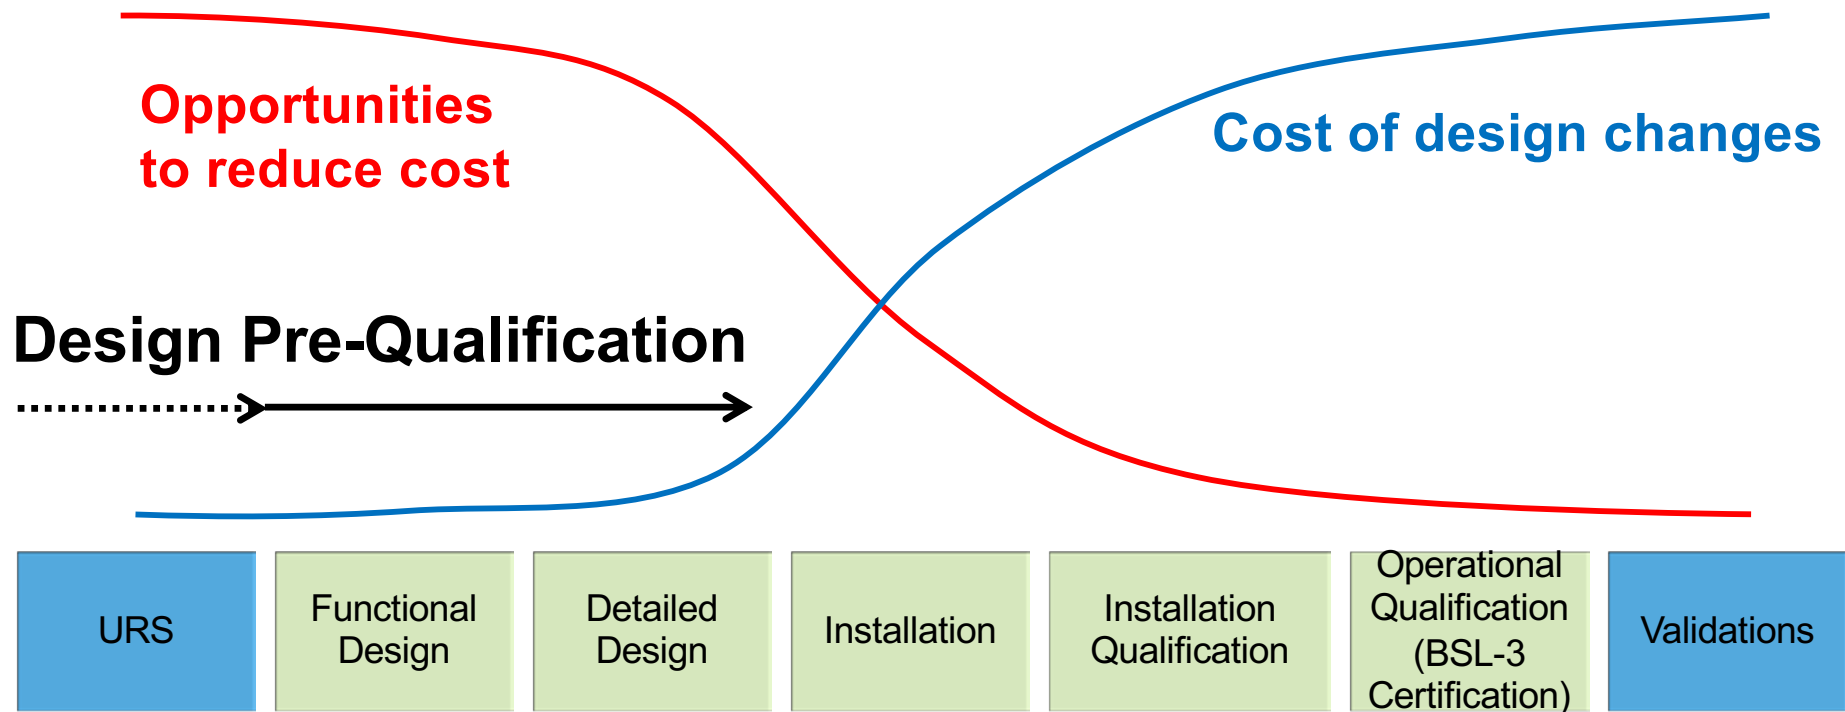 Opportunities
to reduce cost
Cost of design changes
Design Pre-Qualification
URS
Functional
Design
Detailed
Design
Installation
Installation
Qualification
Operational
Qualification
(BSL-3
Certification)
Validations